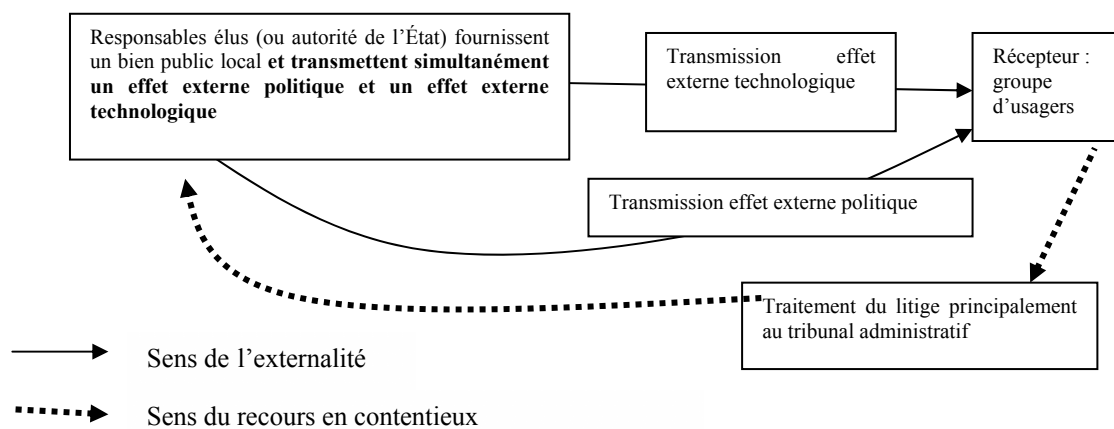 Responsables élus (ou autorité de l’État) fournissent
un bien public local et transmettent simultanément
un effet externe politique et un effet externe
technologique
Transmission effet
externe technologique
Récepteur :
groupe
d’usagers
Transmission effet externe politique
Traitement du litige principalement
au tribunal administratif
Sens de l’externalité
Sens du recours en contentieux